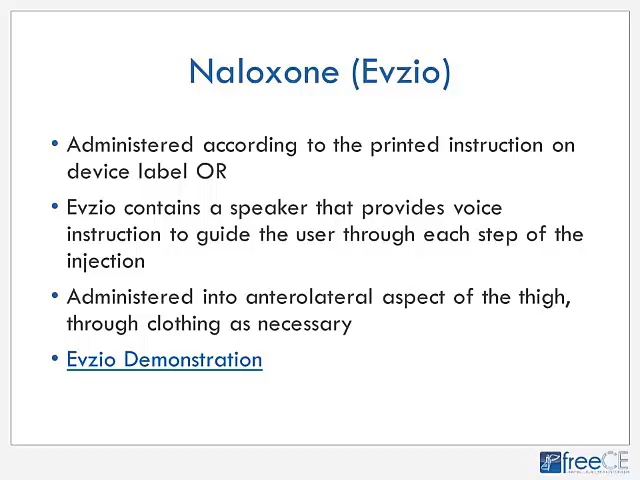 Naloxone (Evzio)
• Administered according to the printed instruction on
device label OR
• Evzio contains a speaker that provides voice
instruction to guide the user through each step of the
injection
• Administered into anterolateral aspect of the thigh,
through clothing as necessary
• Evzio Demonstration
freeCE